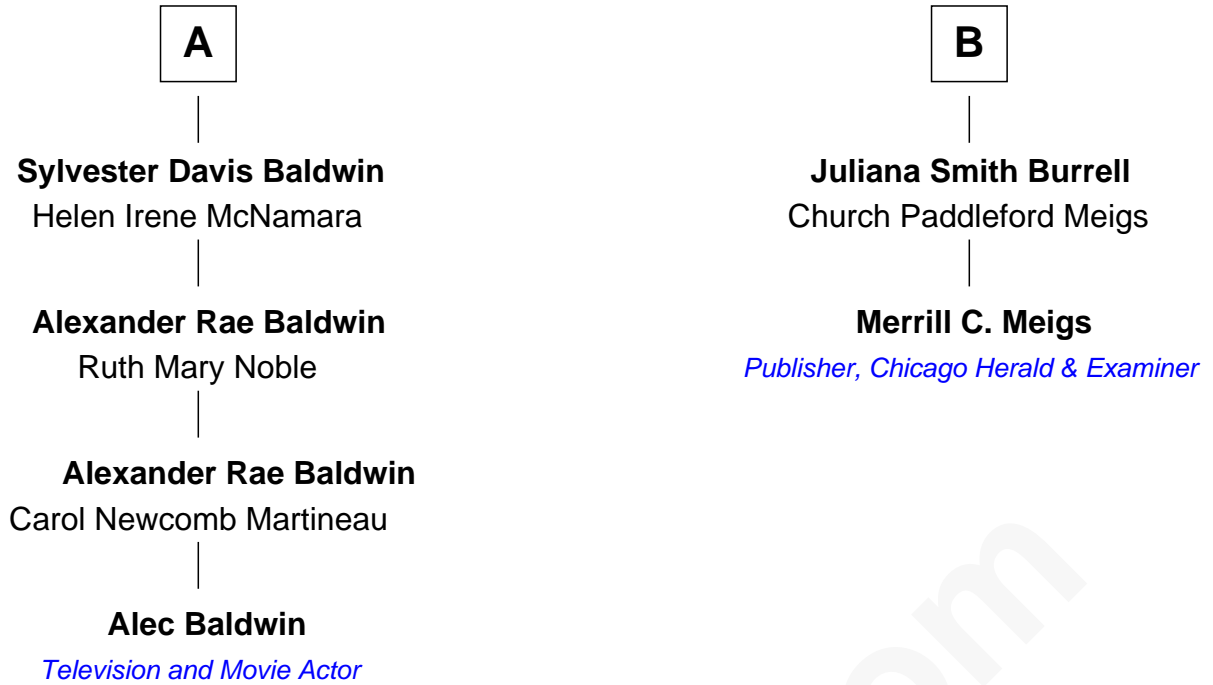 A
Sylvester Davis Baldwin
Helen Irene McNamara
Alexander Rae Baldwin
Ruth Mary Noble
Alexander Rae Baldwin
Carol Newcomb Martineau
Alec Baldwin
Television and Movie Actor
B
Juliana Smith Burrell
Church Paddleford Meigs
Merrill C. Meigs
Publisher, Chicago Herald & Examiner
om